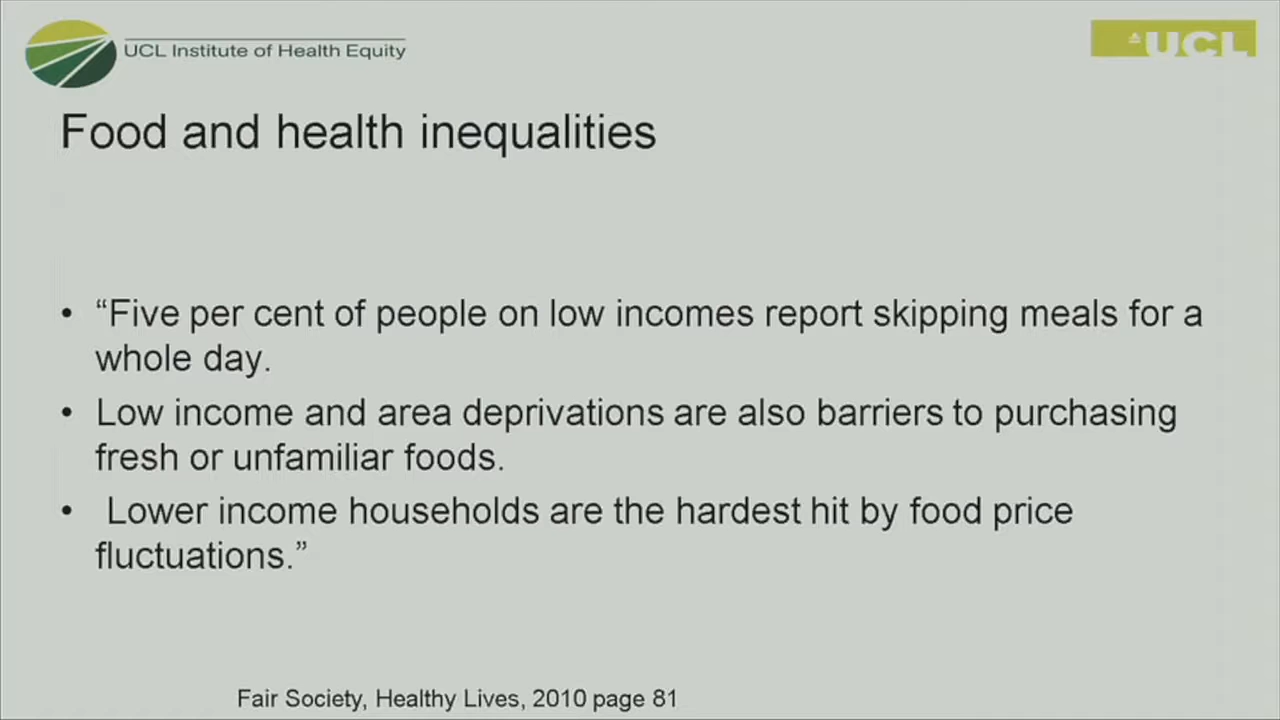 UCL Institute of Health Equity
UCL
Food and health inequalities
• “Five per cent of people on low incomes report skipping meals for a
whole day.
• Low income and area deprivations are also barriers to purchasing
fresh or unfamiliar foods.
• Lower income households are the hardest hit by food price
fluctuations.”
Fair Society, Healthy Lives, 2010 page 81